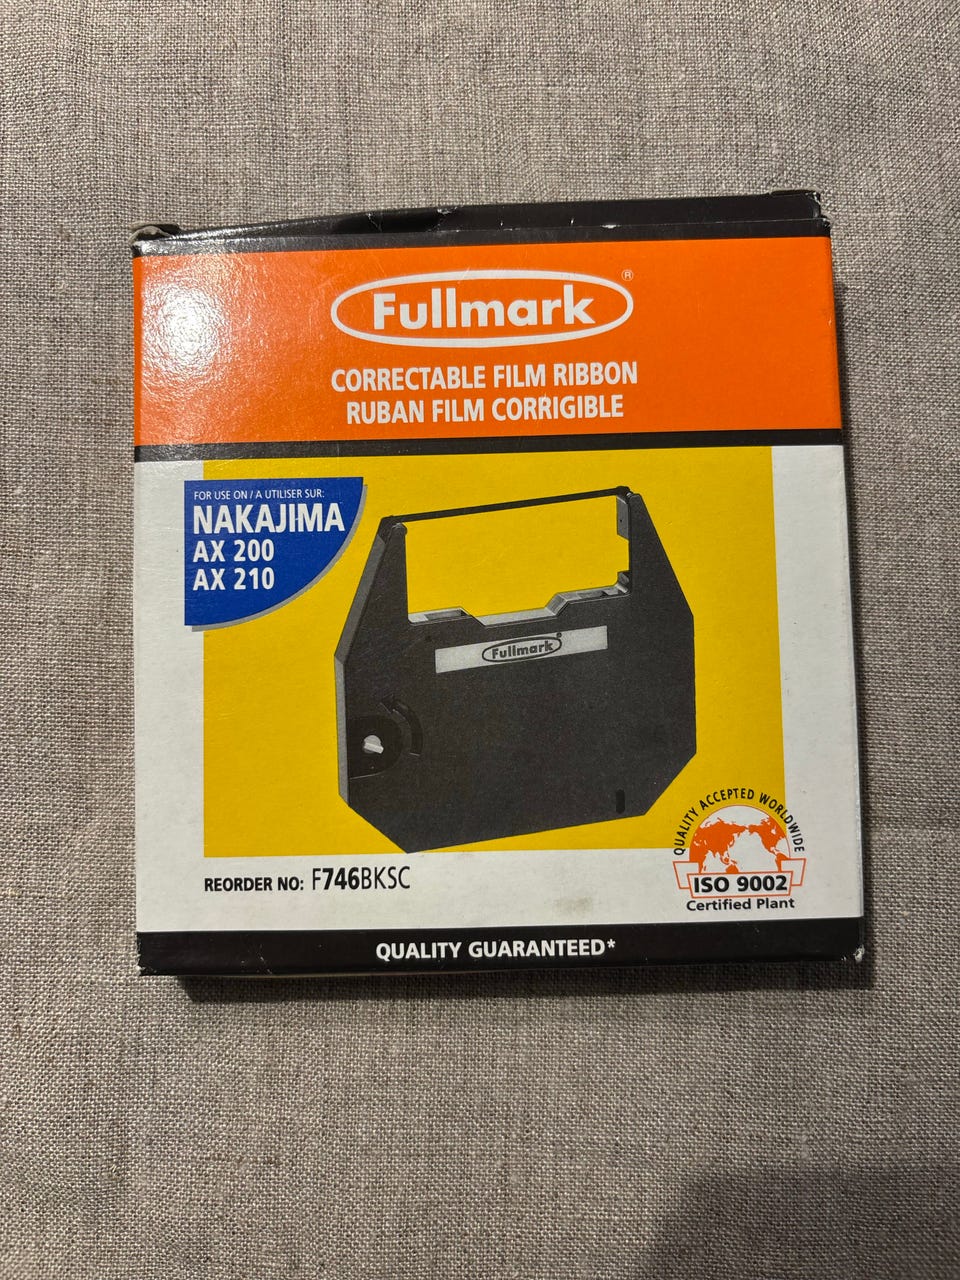 Fullmark®
CORRECTABLE FILM RIBBON
RUBAN FILM CORRIGIBLE
FOR USE ON / A UTILISER SUR:
NAKAJIMA
AX 200
AX 210
Fullmark®
QUALITY ACCEPTED WORLDWIDE
ISO 9002
Certified Plant
REORDER NO: F746BKSC
QUALITY GUARANTEED*